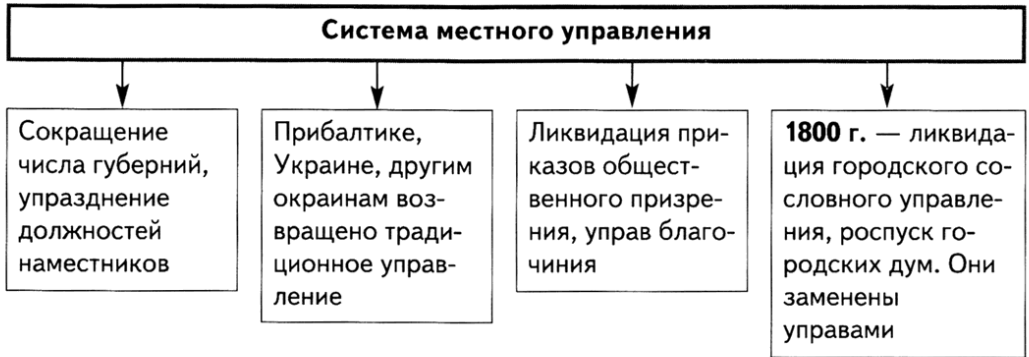 Система местного управления
Сокращение
числа губерний,
упразднение
должностей
наместников
Прибалтике,
Украине, другим
окраинам воз-
вращено тради-
ционное управ-
ление
Ликвидация при-
казов общест-
венного призре-
ния, управ благо-
чиния
1800 г. — ликвида-
ция городского со-
словного управле-
ния, роспуск го-
родских дум. Они
заменены
управами